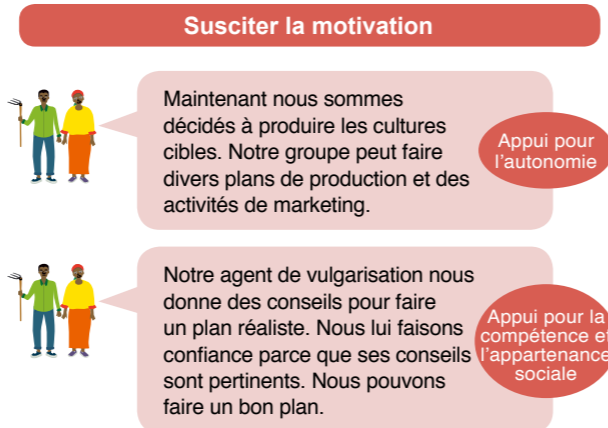 Susciter la motivation
Maintenant nous sommes
décidés à produire les cultures
cibles. Notre groupe peut faire
divers plans de production et des
activités de marketing.
Appui pour
l'autonomie
Notre agent de vulgarisation nous
donne des conseils pour faire
un plan réaliste. Nous lui faisons
confiance parce que ses conseils
sont pertinents. Nous pouvons
faire un bon plan.
Appui pour la
compétence et
l'appartenance
sociale